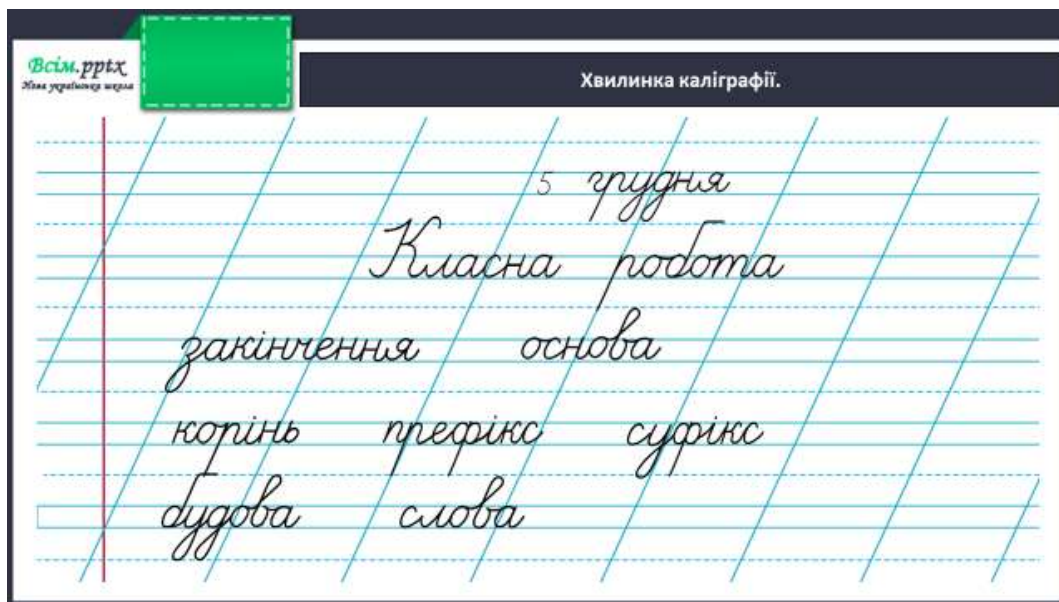 Всім.pptx
Нова українська школа
Хвилинка каліграфії.
5 грудня
Класна робота
закінчення основа
корінь префікс суфікс
будова слова